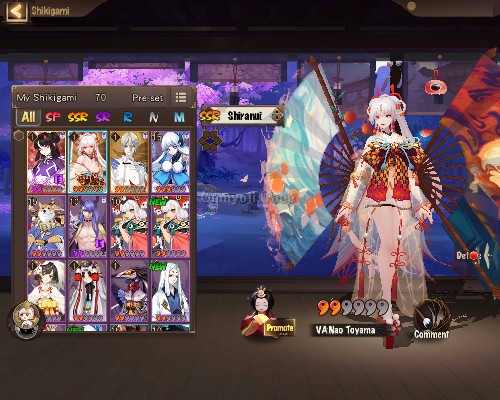 Shikigami
My Shikigami 70 Pre-set
All SP SSR SR R N M
SSR Shiranui
NEW
NEW
Details
Promote
VA:Nao Toyama
Comment